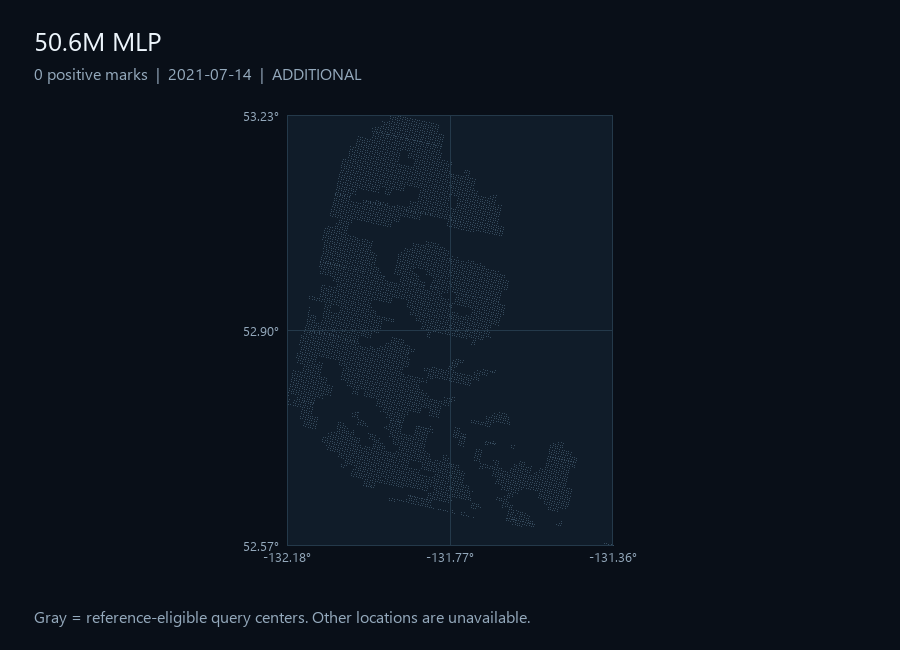 50.6M MLP
0 positive marks | 2021-07-14 | ADDITIONAL
53.23°
52.90°
52.57°
-132.18°
-131.77°
-131.36°
Gray = reference-eligible query centers. Other locations are unavailable.